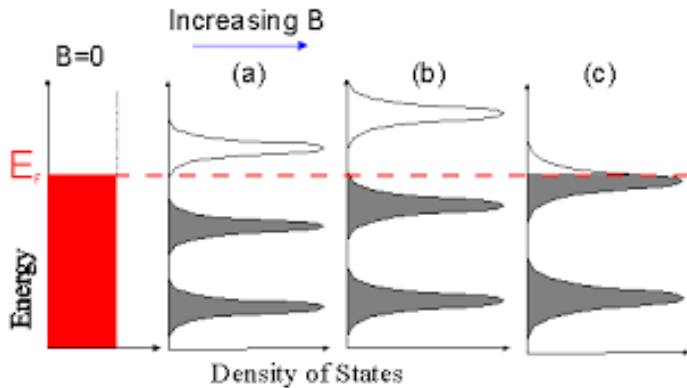 Increasing B
B=0
(a)
(b)
(c)
E
Energy
Density of States